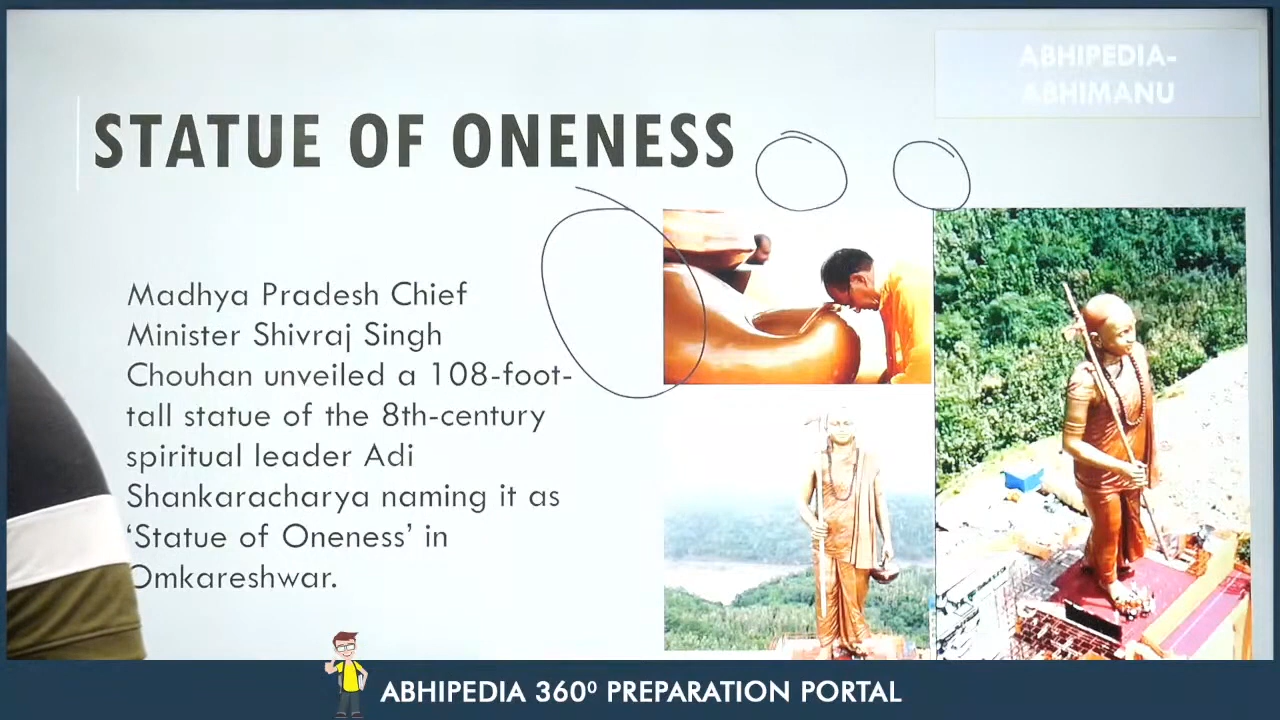 ABHIPEDIA-
ABHIMANU
STATUE OF ONENESS
Madhya Pradesh Chief
Minister Shivraj Singh
Chouhan unveiled a 108-foot-
tall statue of the 8th-century
spiritual leader Adi
Shankaracharya naming it as
‘Statue of Oneness’ in
Omkareshwar.
ABHIPEDIA 360⁰ PREPARATION PORTAL